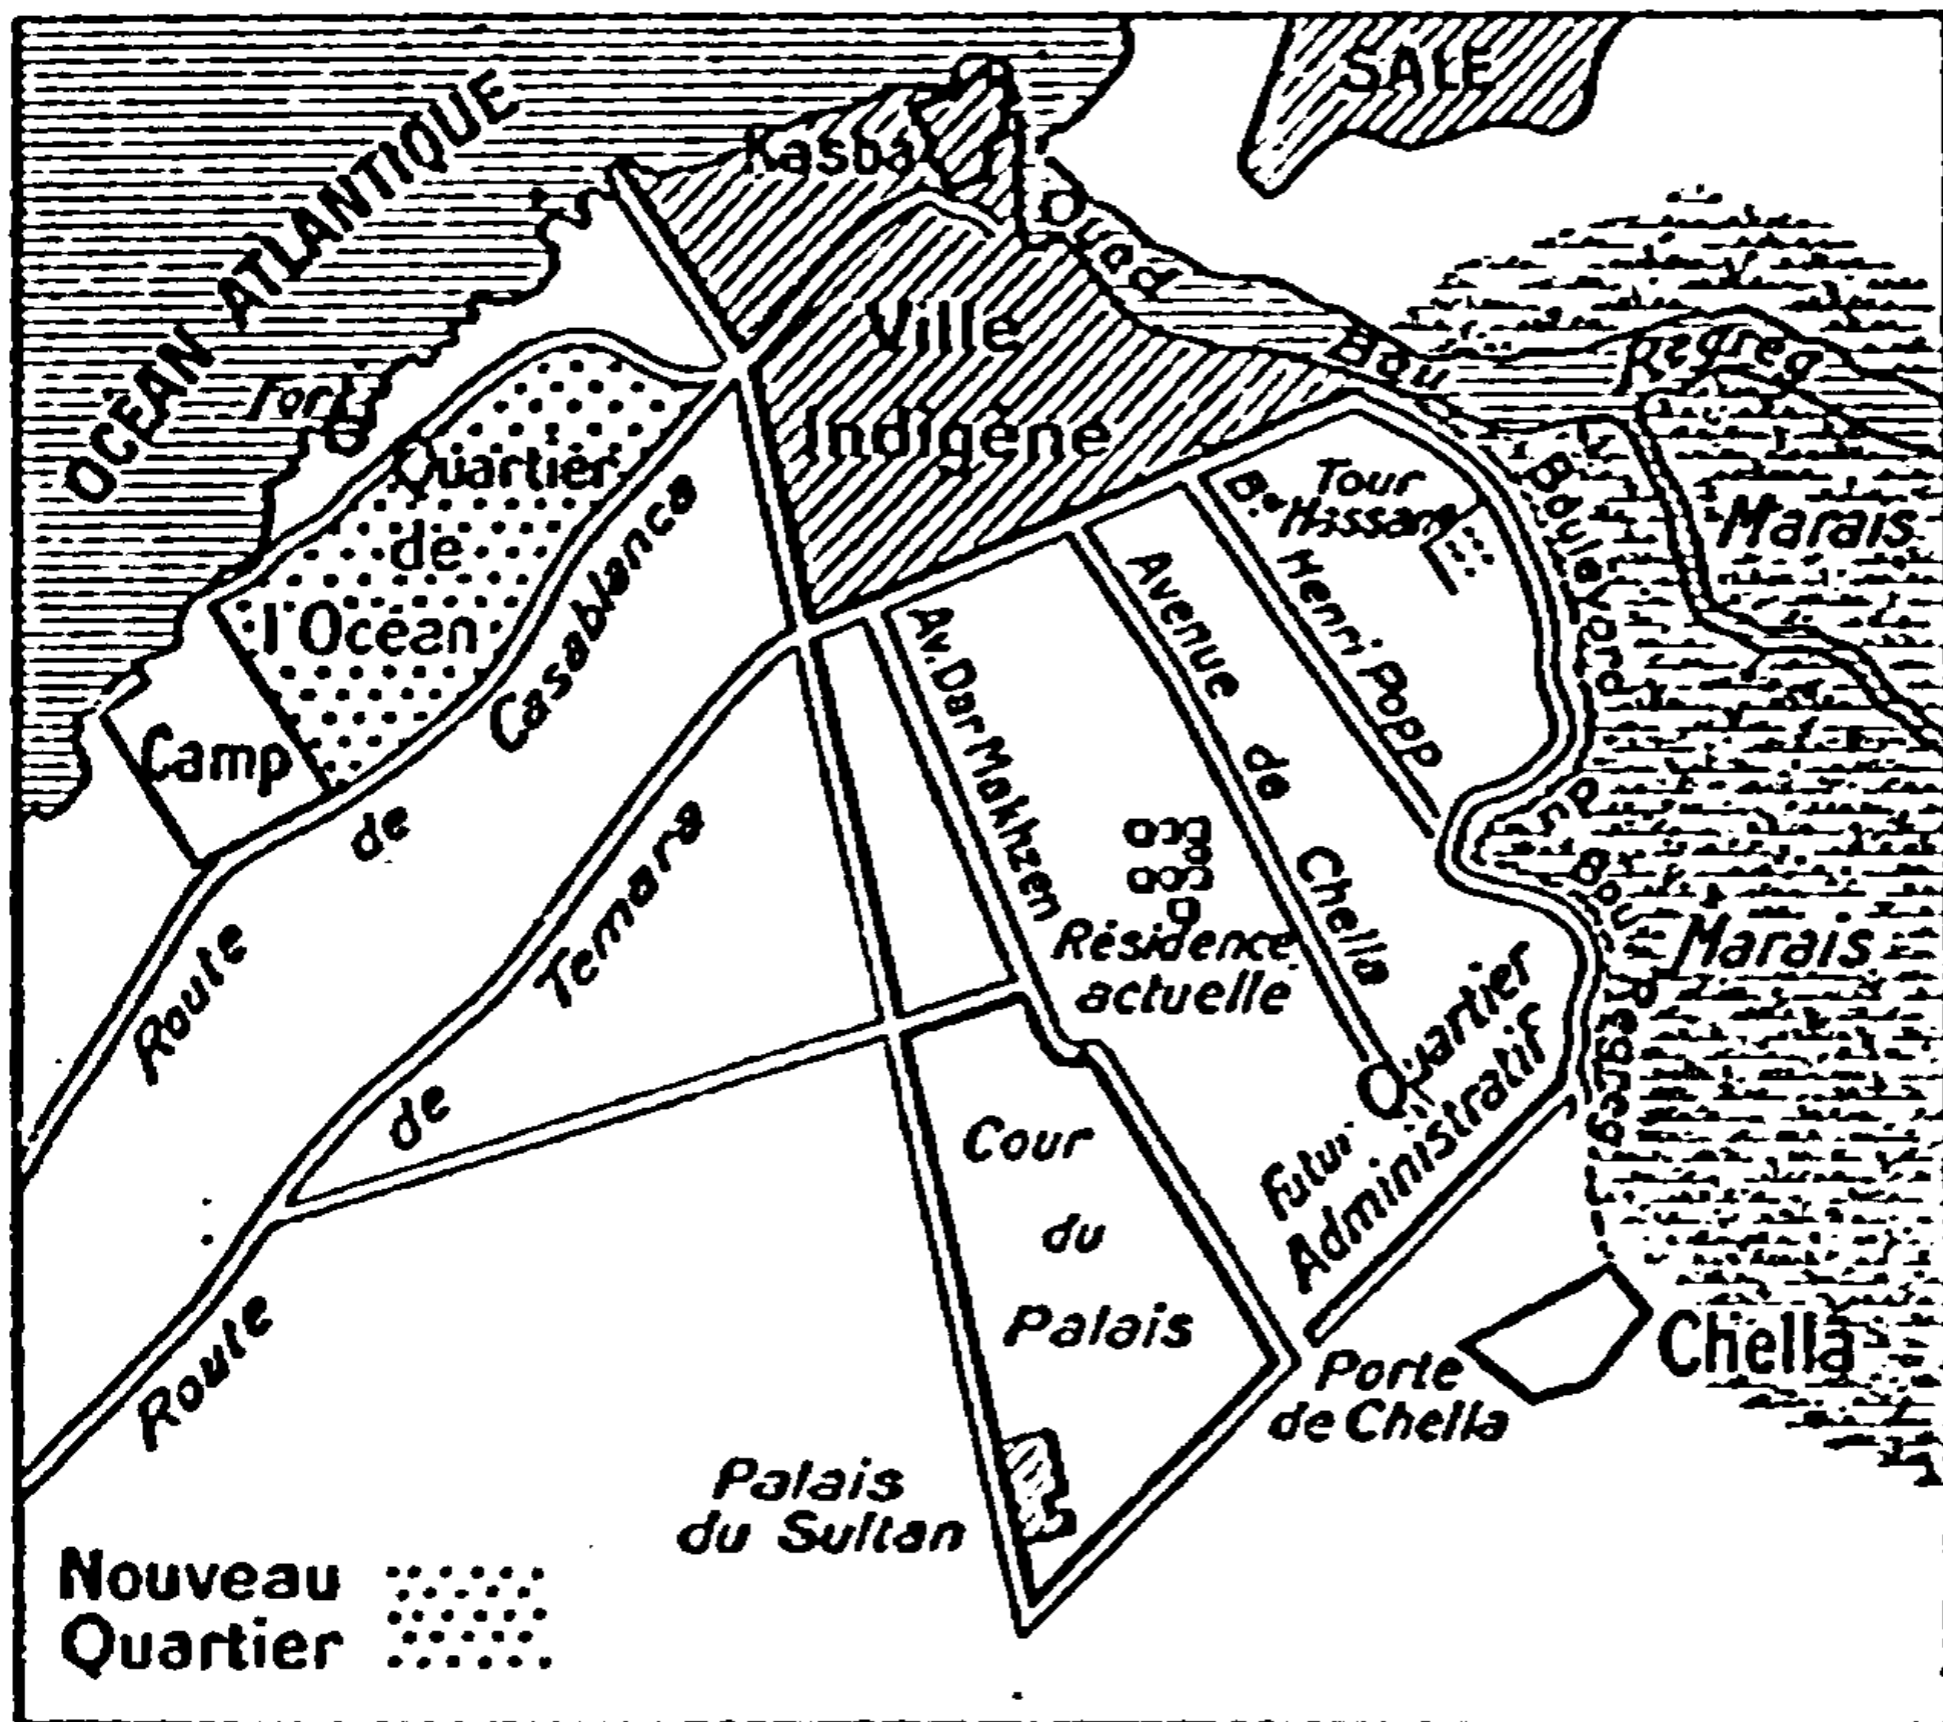 SALE
OCÉAN ATLANTIQUE
Kasba
Oued
Bou
Regreg
Ville
Indigène
Fort
Quartier
de
l'Océan
Camp
Route de Casablanca
Route de Temara
Av. Dar Makhzen
Avenue de Chella
Bd Henri Popp
Tour
Hassan
Boulevard du Bou Regreg
Marais
Marais
Résidence
actuelle
Futur Quartier
Administratif
Cour
du
Palais
Porte
de Chella
Chella
Palais
du Sultan
Nouveau
Quartier